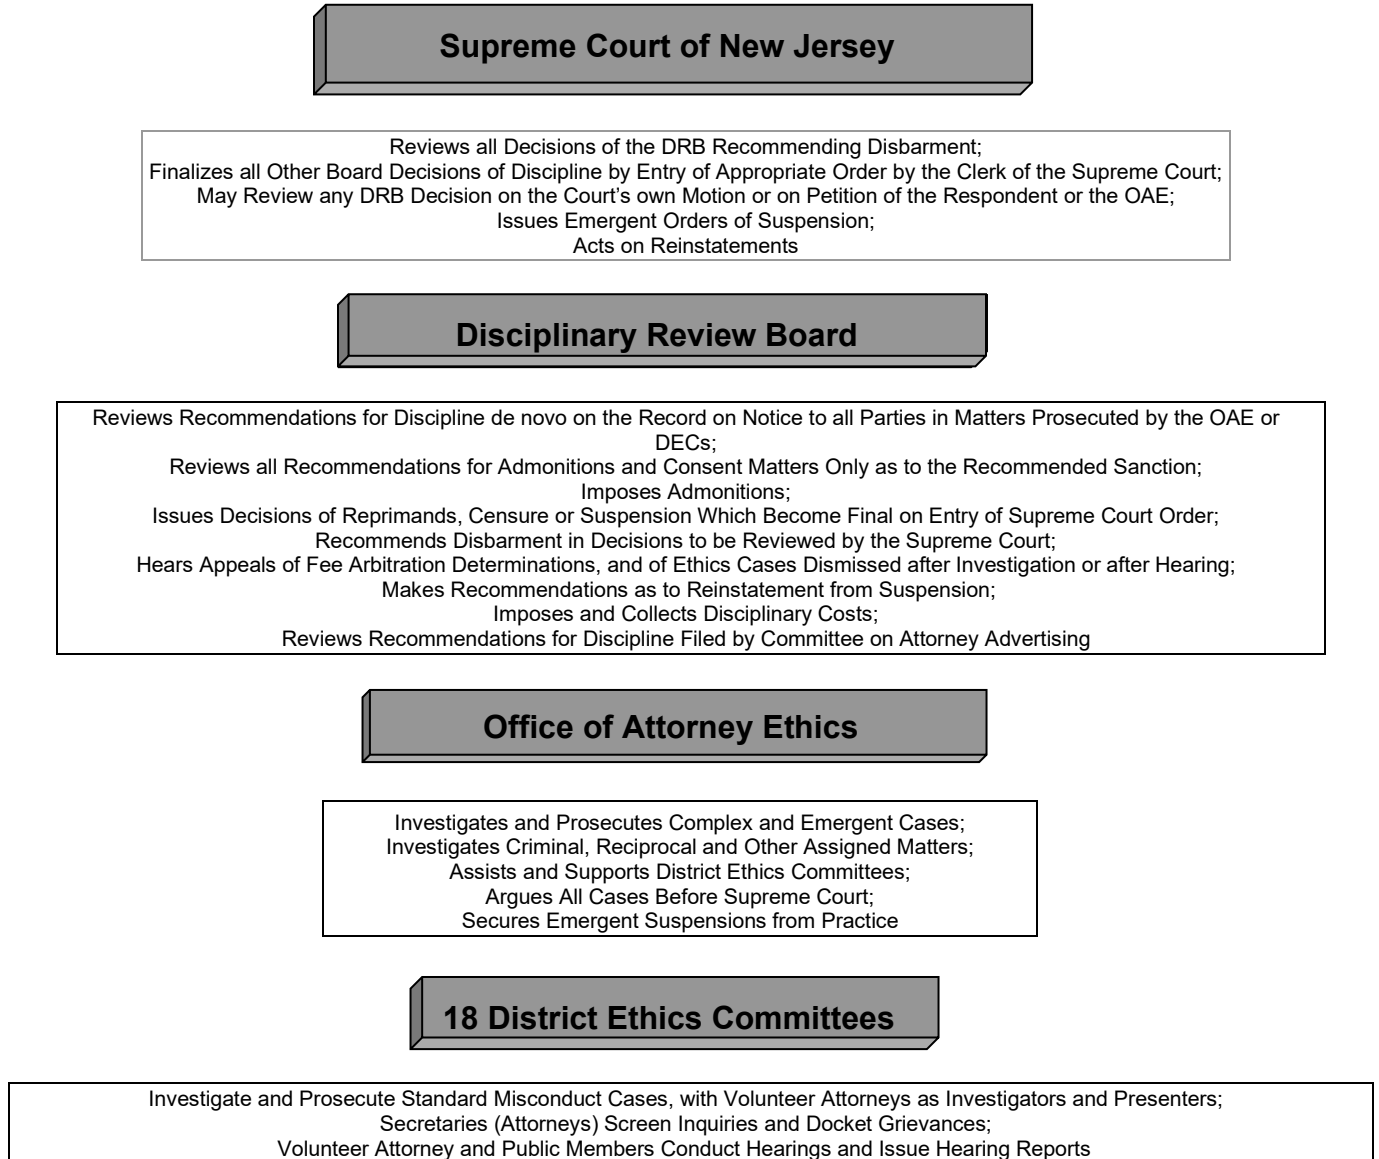 Supreme Court of New Jersey
Reviews all Decisions of the DRB Recommending Disbarment;
Finalizes all Other Board Decisions of Discipline by Entry of Appropriate Order by the Clerk of the Supreme Court;
May Review any DRB Decision on the Court’s own Motion or on Petition of the Respondent or the OAE;
Issues Emergent Orders of Suspension;
Acts on Reinstatements
Disciplinary Review Board
Reviews Recommendations for Discipline de novo on the Record on Notice to all Parties in Matters Prosecuted by the OAE or
DECs;
Reviews all Recommendations for Admonitions and Consent Matters Only as to the Recommended Sanction;
Imposes Admonitions;
Issues Decisions of Reprimands, Censure or Suspension Which Become Final on Entry of Supreme Court Order;
Recommends Disbarment in Decisions to be Reviewed by the Supreme Court;
Hears Appeals of Fee Arbitration Determinations, and of Ethics Cases Dismissed after Investigation or after Hearing;
Makes Recommendations as to Reinstatement from Suspension;
Imposes and Collects Disciplinary Costs;
Reviews Recommendations for Discipline Filed by Committee on Attorney Advertising
Office of Attorney Ethics
Investigates and Prosecutes Complex and Emergent Cases;
Investigates Criminal, Reciprocal and Other Assigned Matters;
Assists and Supports District Ethics Committees;
Argues All Cases Before Supreme Court;
Secures Emergent Suspensions from Practice
18 District Ethics Committees
Investigate and Prosecute Standard Misconduct Cases, with Volunteer Attorneys as Investigators and Presenters;
Secretaries (Attorneys) Screen Inquiries and Docket Grievances;
Volunteer Attorney and Public Members Conduct Hearings and Issue Hearing Reports